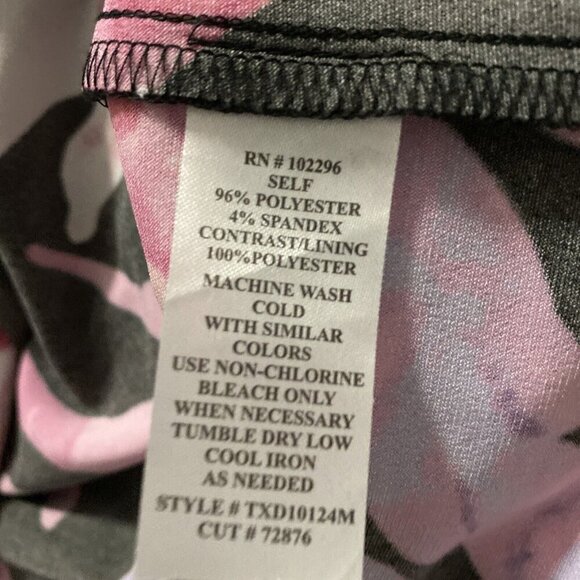 RN # 102296
SELF
96% POLYESTER
4% SPANDEX
CONTRAST/LINING
100%POLYESTER
MACHINE WASH
COLD
WITH SIMILAR
COLORS
USE NON-CHLORINE
BLEACH ONLY
WHEN NECESSARY
TUMBLE DRY LOW
COOL IRON
AS NEEDED
STYLE # TXD10124M
CUT # 72876